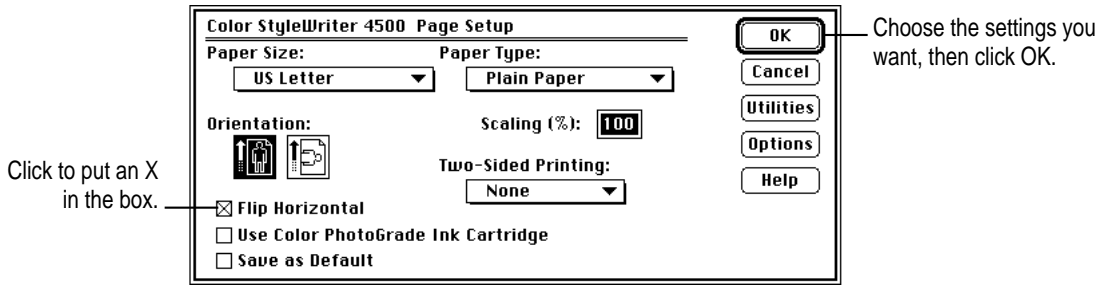 Color StyleWriter 4500 Page Setup
OK
Choose the settings you
want, then click OK.
Paper Size:
Paper Type:
US Letter
Plain Paper
Cancel
Utilities
Orientation:
Scaling (%): 100
Options
Two-Sided Printing:
None
Help
Click to put an X
in the box.
Flip Horizontal
Use Color PhotoGrade Ink Cartridge
Save as Default